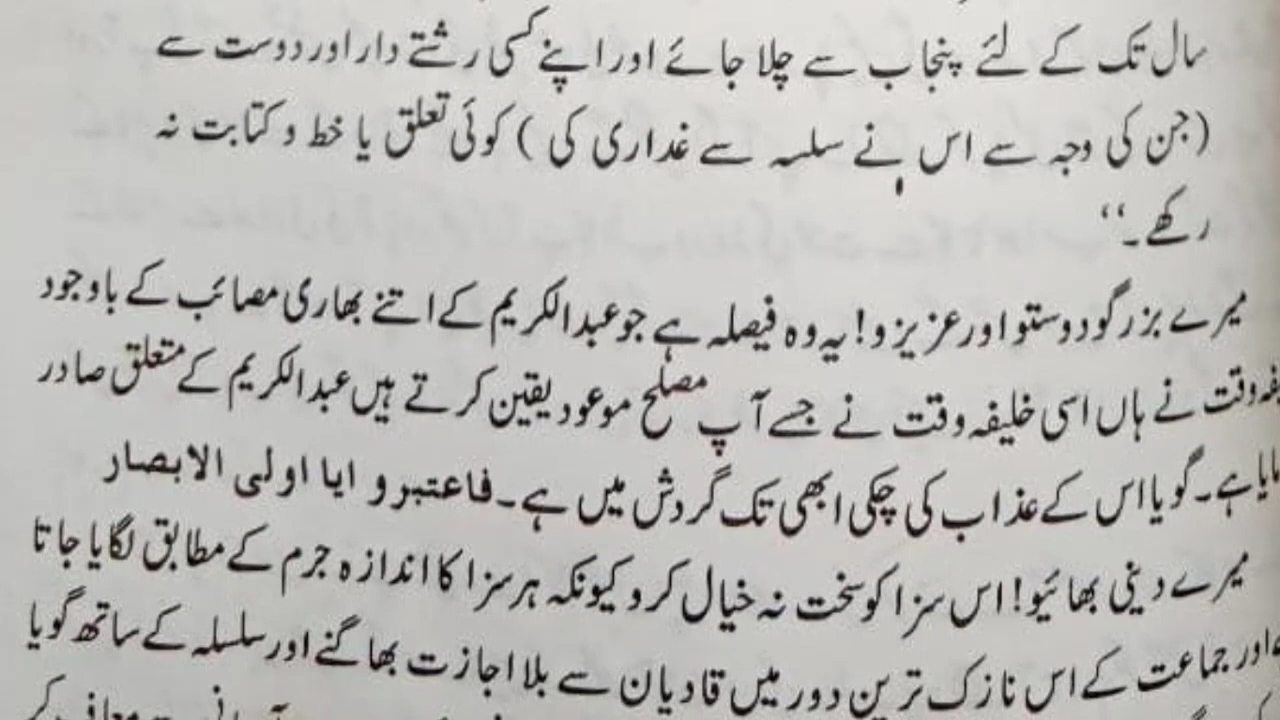 سال تک کے لئے پنجاب سے چلا جائے اور اپنے کسی رشتے دار اور دوست سے
(جن کی وجہ سے اس نے سلسہ سے غداری کی) کوئی تعلق یا خط و کتابت نہ
رکھے۔‘‘
میرے بزرگو دوستو اور عزیزو! یہ وہ فیصلہ ہے جو عبدالکریم کے اتنے بھاری مصائب کے باوجود
وقت نے ہاں اسی خلیفہ وقت نے جسے آپ مصلح موعود یقین کرتے ہیں عبدالکریم کے متعلق صادر
ہے۔ گویا اس کے عذاب کی چکی ابھی تک گردش میں ہے۔ فاعتبرو ایا اولی الابصار
میرے دینی بھائیو! اس سزا کو سخت نہ خیال کرو کیونکہ ہر سزا کا اندازہ جرم کے مطابق لگایا جاتا
اور جماعت کے اس نازک ترین دور میں قادیان سے بلا اجازت بھاگنے اور سلسلہ کے ساتھ گویا